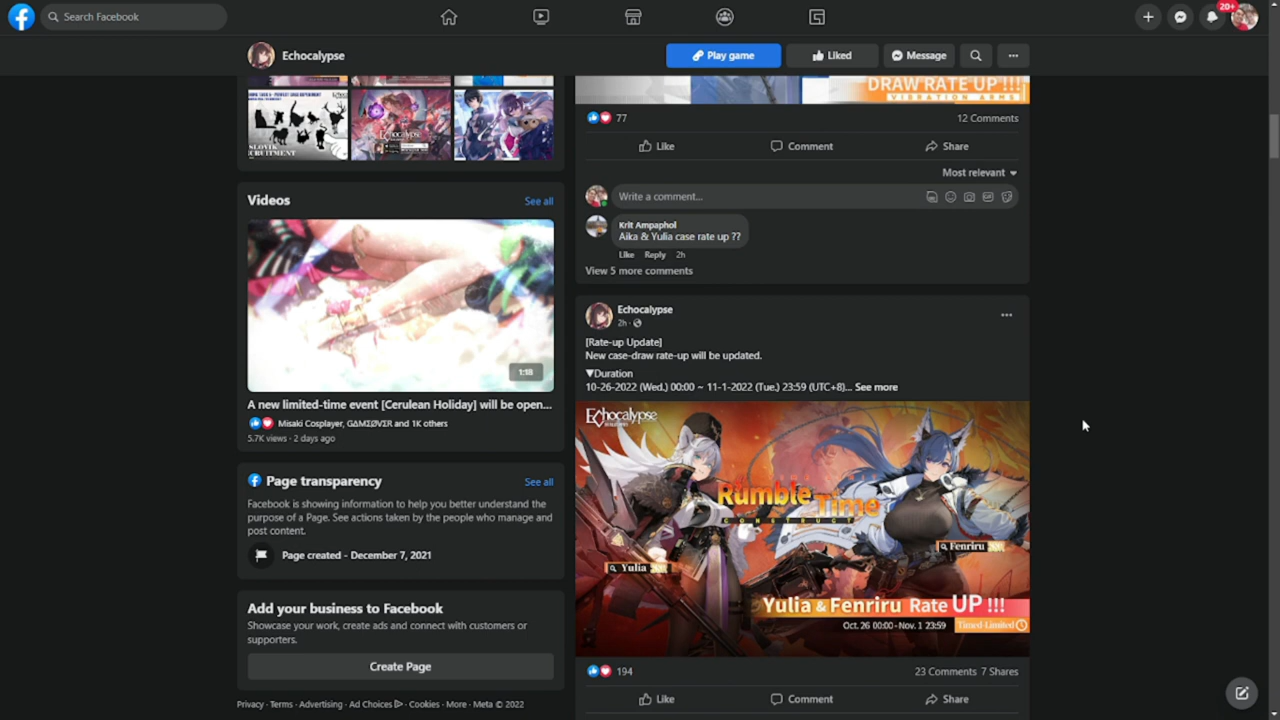 Search Facebook
20+
Echocalypse
Play game
Liked
Message
RUITMENT
Echocalypse
Videos
See all
1:18
A new limited-time event [Cerulean Holiday] will be open...
Misaki Cosplayer, GΔMΣØVΣR and 1K others
5.7K views · 2 days ago
Page transparency
See all
Facebook is showing information to help you better understand the
purpose of a Page. See actions taken by the people who manage and
post content.
Page created - December 7, 2021
Add your business to Facebook
Showcase your work, create ads and connect with customers or
supporters.
Create Page
Privacy · Terms · Advertising · Ad Choices · Cookies · More · Meta © 2022
DRAW RATE UP !!!
VIBRATION ARMS
77
12 Comments
Like
Comment
Share
Most relevant
Write a comment...
Krit Ampaphol
Aika & Yulia case rate up ??
Like Reply 2h
View 5 more comments
Echocalypse
2h ·
[Rate-up Update]
New case-draw rate-up will be updated.
▼Duration
10-26-2022 (Wed.) 00:00 ~ 11-1-2022 (Tue.) 23:59 (UTC+8)... See more
Echocalypse
Rumble Time
CONSTRUCT
Fenriru
Yulia
Yulia & Fenriru Rate UP !!!
Oct. 26 00:00-Nov. 1 23:59 Timed-Limited
194
23 Comments 7 Shares
Like
Comment
Share